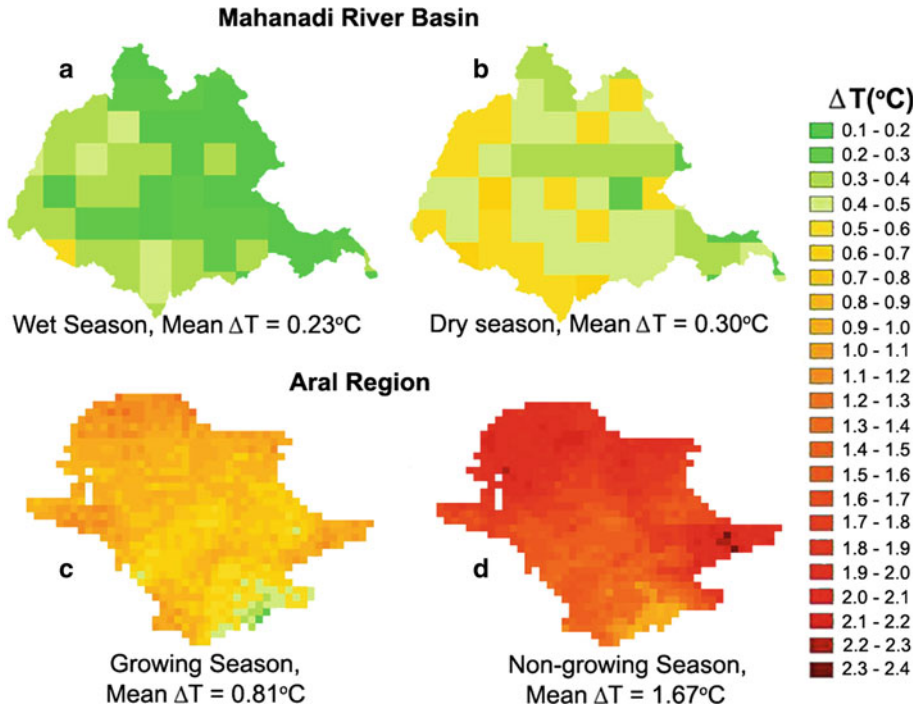 Mahanadi River Basin
a
b
Wet Season, Mean ΔT = 0.23°C
Dry season, Mean ΔT = 0.30°C
Aral Region
c
d
Growing Season,
Mean ΔT = 0.81°C
Non-growing Season,
Mean ΔT = 1.67°C
ΔT(°C)
0.1 - 0.2
0.2 - 0.3
0.3 - 0.4
0.4 - 0.5
0.5 - 0.6
0.6 - 0.7
0.7 - 0.8
0.8 - 0.9
0.9 - 1.0
1.0 - 1.1
1.1 - 1.2
1.2 - 1.3
1.3 - 1.4
1.4 - 1.5
1.5 - 1.6
1.6 - 1.7
1.7 - 1.8
1.8 - 1.9
1.9 - 2.0
2.0 - 2.1
2.1 - 2.2
2.2 - 2.3
2.3 - 2.4